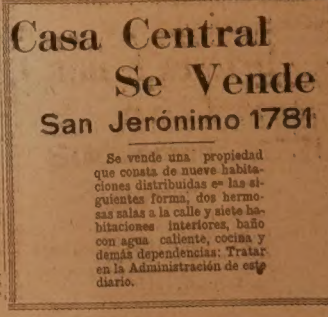 Casa Central
Se Vende
San Jerónimo 1781
Se vende una propiedad
que consta de nueve habita-
ciones distribuidas en las si-
guientes forma, dos hermo-
sas salas a la calle y siete ha-
bitaciones interiores, baño
con agua caliente, cocina y
demás dependencias: Tratar
en la Administración de este
diario.